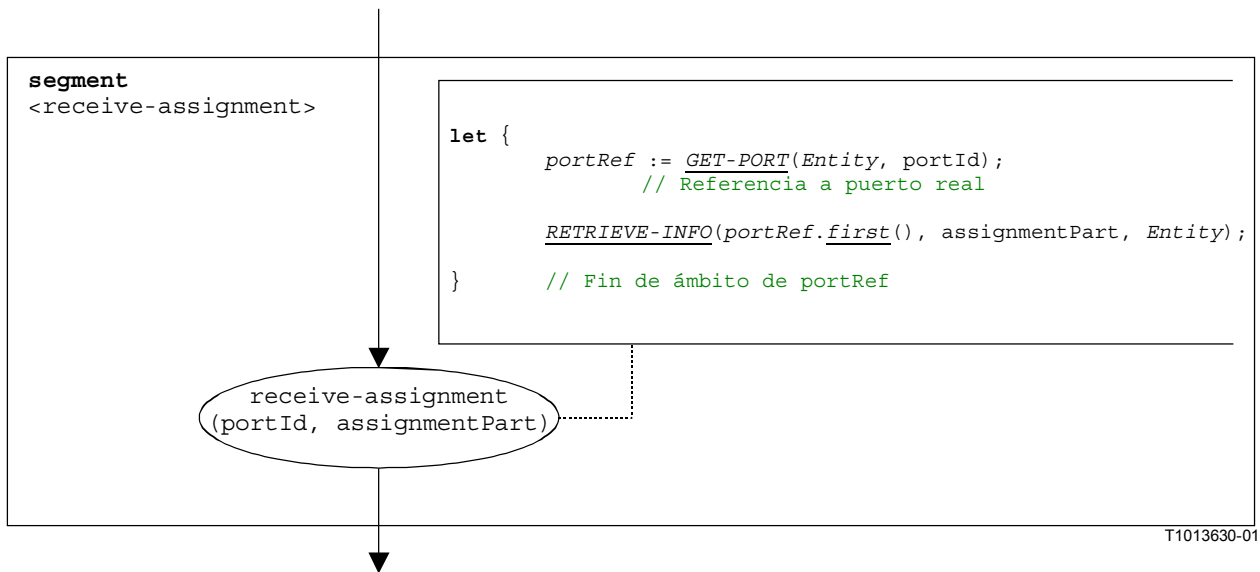 segment
<receive-assignment>
let {
portRef := GET-PORT(Entity, portId);
// Referencia a puerto real
RETRIEVE-INFO(portRef.first(), assignmentPart, Entity);
} // Fin de ámbito de portRef
receive-assignment
(portId, assignmentPart)
T1013630-01